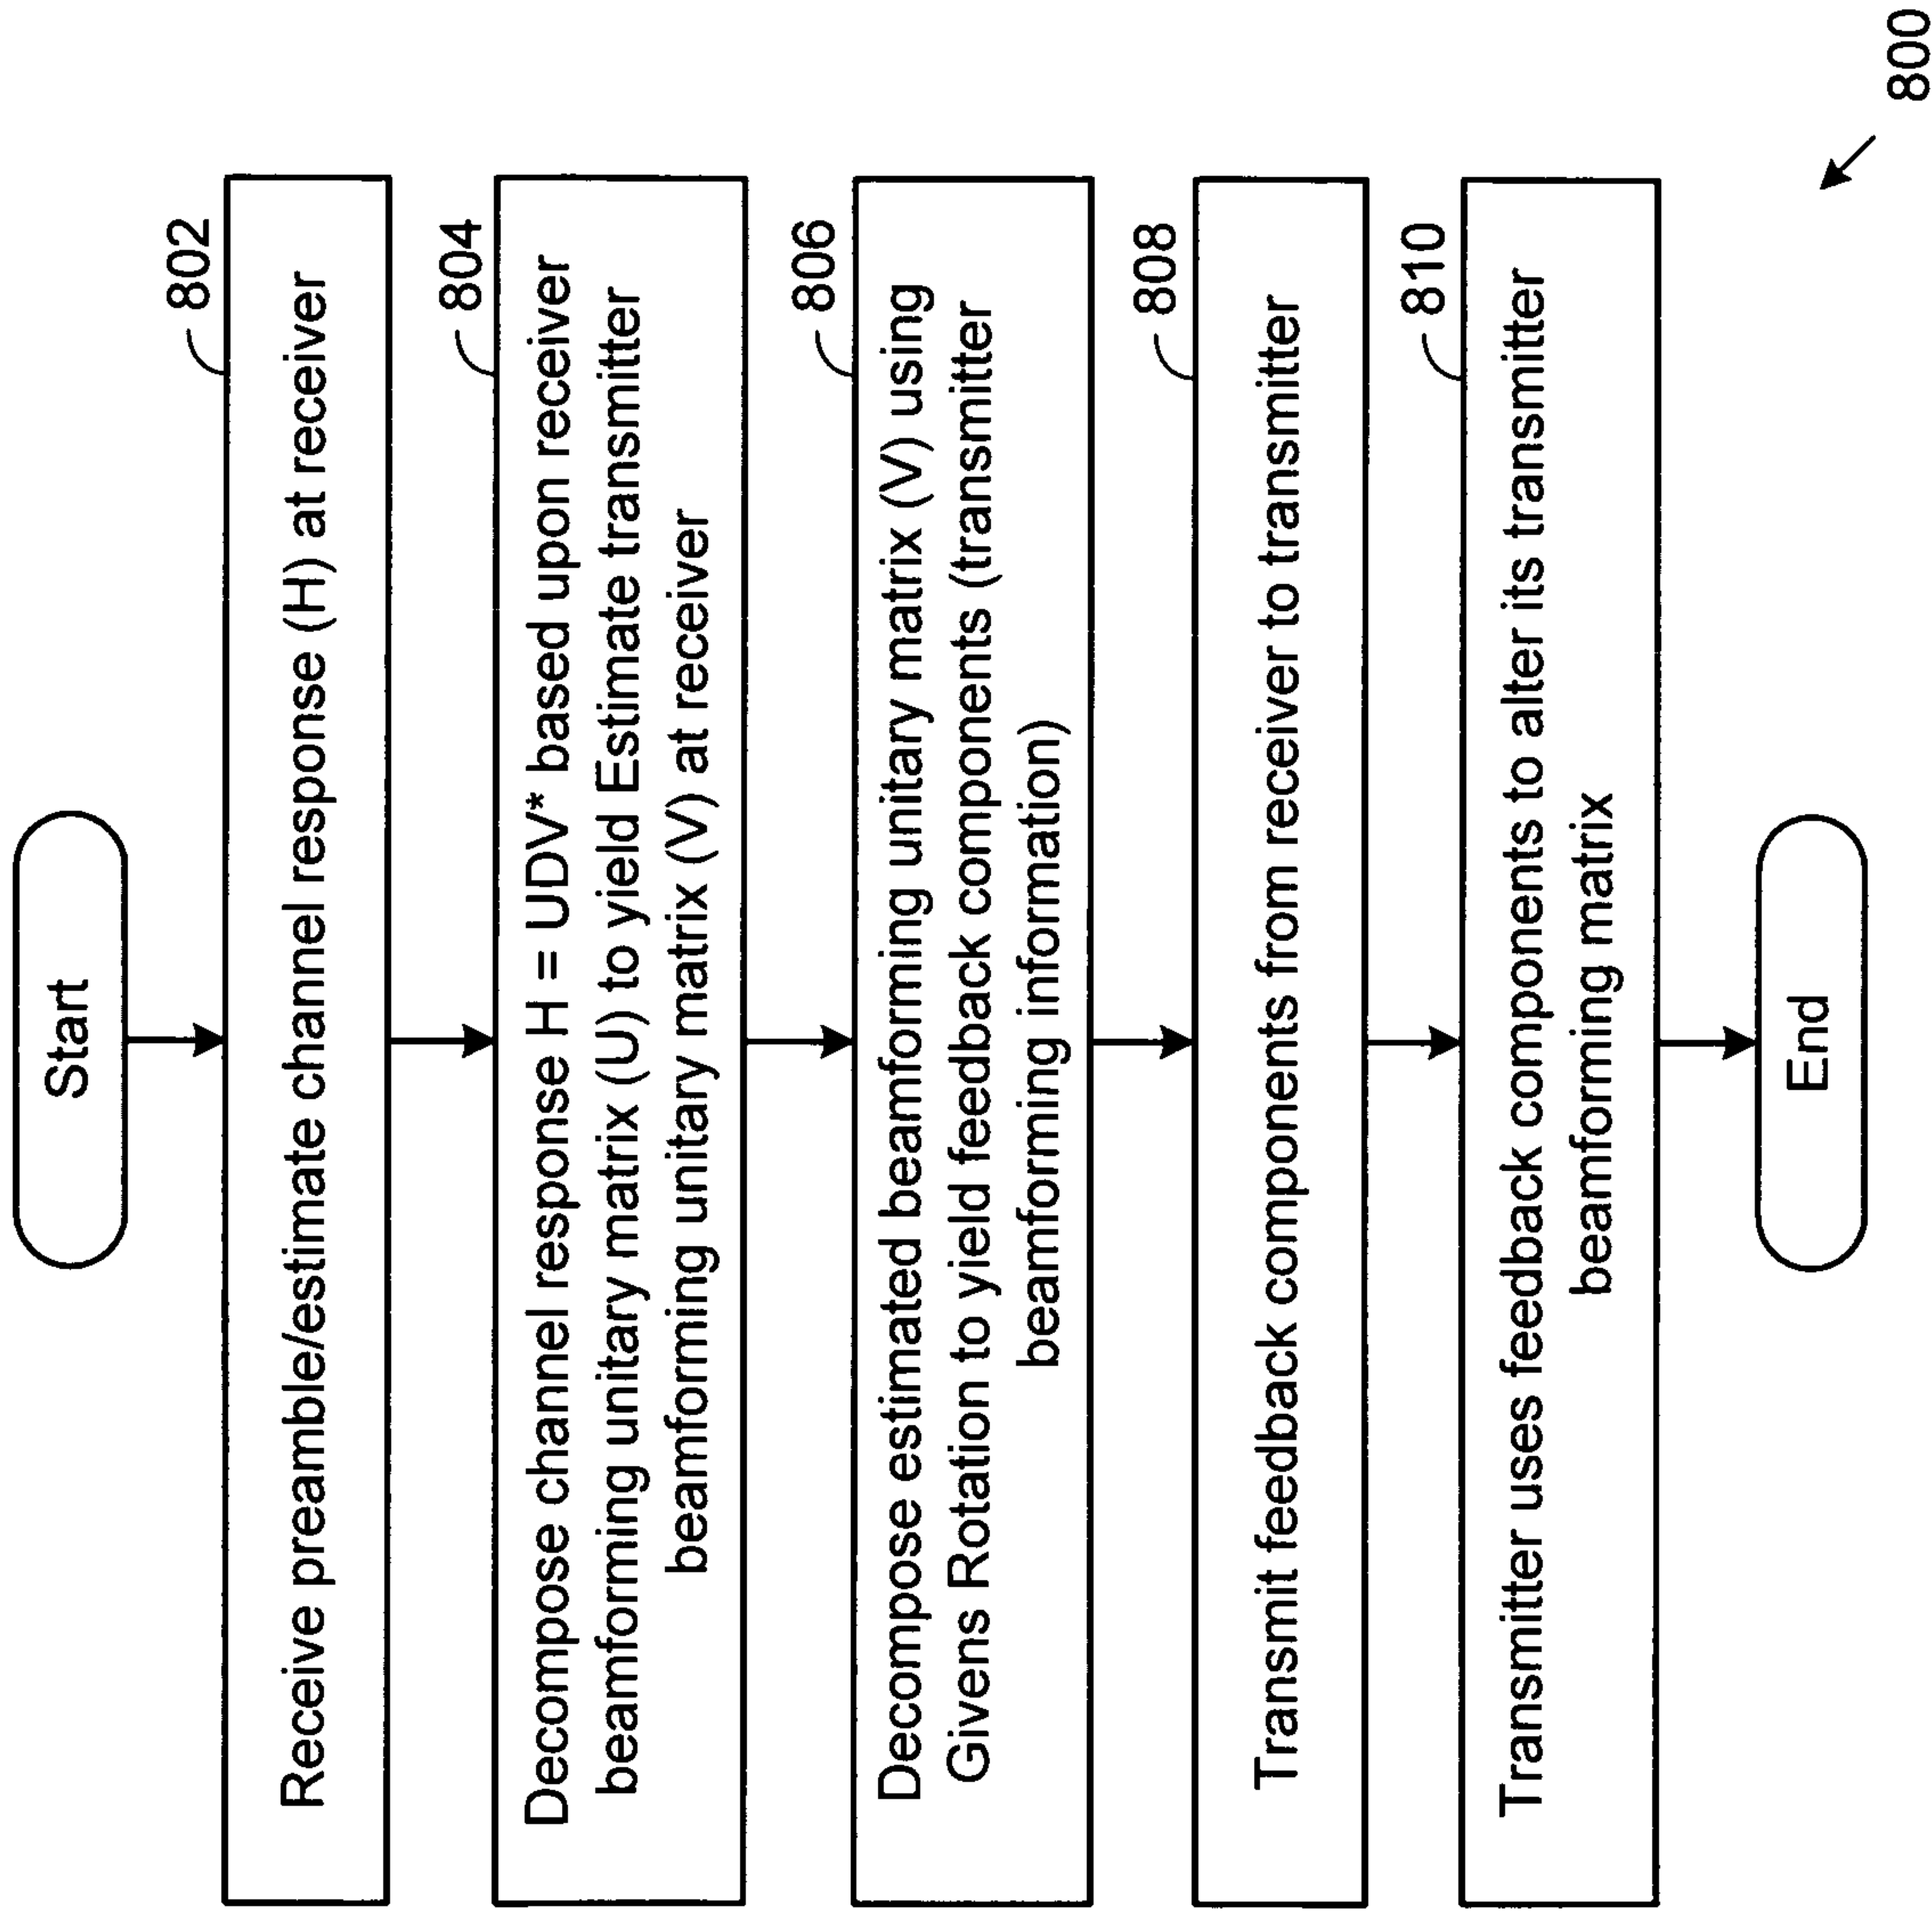 Start
802
Receive preamble/estimate channel response (H) at receiver
804
Decompose channel response H = UDV* based upon receiver
beamforming unitary matrix (U) to yield Estimate transmitter
beamforming unitary matrix (V) at receiver
806
Decompose estimated beamforming unitary matrix (V) using
Givens Rotation to yield feedback components (transmitter
beamforming information)
808
Transmit feedback components from receiver to transmitter
810
Transmitter uses feedback components to alter its transmitter
beamforming matrix
End
800